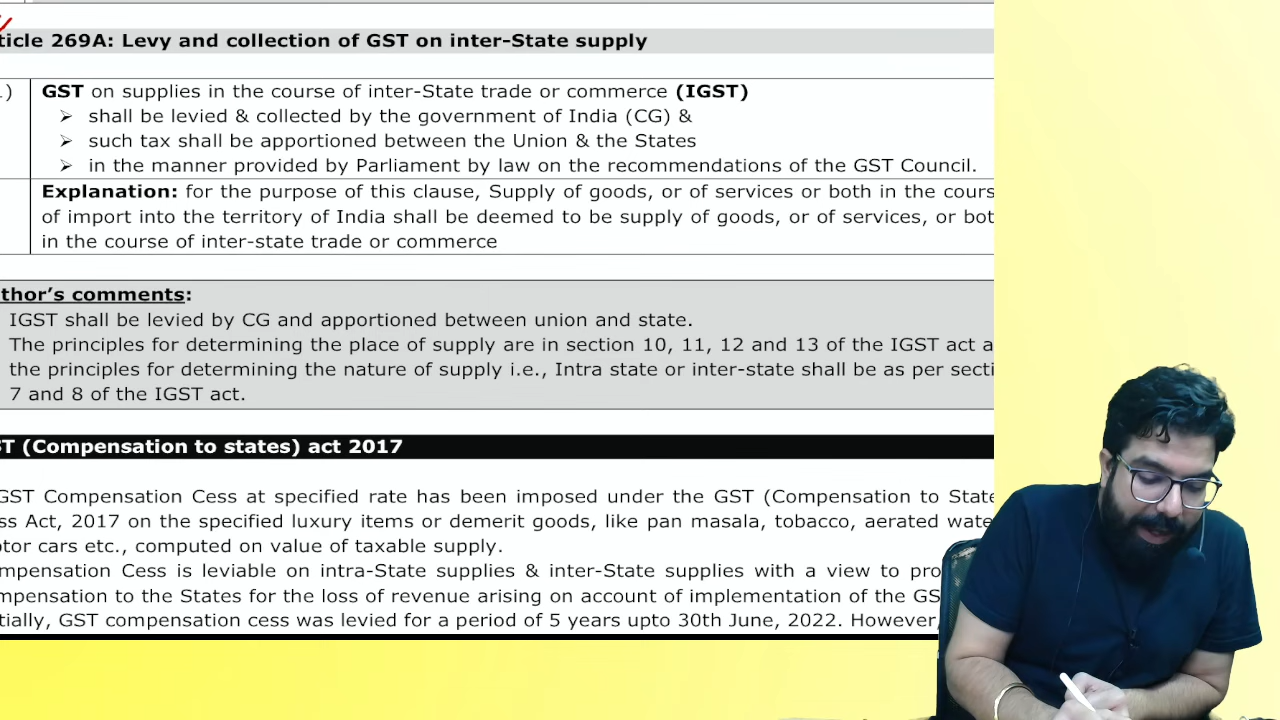 ticle 269A: Levy and collection of GST on inter-State supply
) GST on supplies in the course of inter-State trade or commerce (IGST)
➢ shall be levied & collected by the government of India (CG) &
➢ such tax shall be apportioned between the Union & the States
➢ in the manner provided by Parliament by law on the recommendations of the GST Council.
Explanation: for the purpose of this clause, Supply of goods, or of services or both in the cours
of import into the territory of India shall be deemed to be supply of goods, or of services, or bot
in the course of inter-state trade or commerce
thor's comments:
IGST shall be levied by CG and apportioned between union and state.
The principles for determining the place of supply are in section 10, 11, 12 and 13 of the IGST act a
the principles for determining the nature of supply i.e., Intra state or inter-state shall be as per secti
7 and 8 of the IGST act.
ST (Compensation to states) act 2017
GST Compensation Cess at specified rate has been imposed under the GST (Compensation to State
ss Act, 2017 on the specified luxury items or demerit goods, like pan masala, tobacco, aerated wate
otor cars etc., computed on value of taxable supply.
mpensation Cess is leviable on intra-State supplies & inter-State supplies with a view to pro
mpensation to the States for the loss of revenue arising on account of implementation of the GS
tially, GST compensation cess was levied for a period of 5 years upto 30th June, 2022. However,